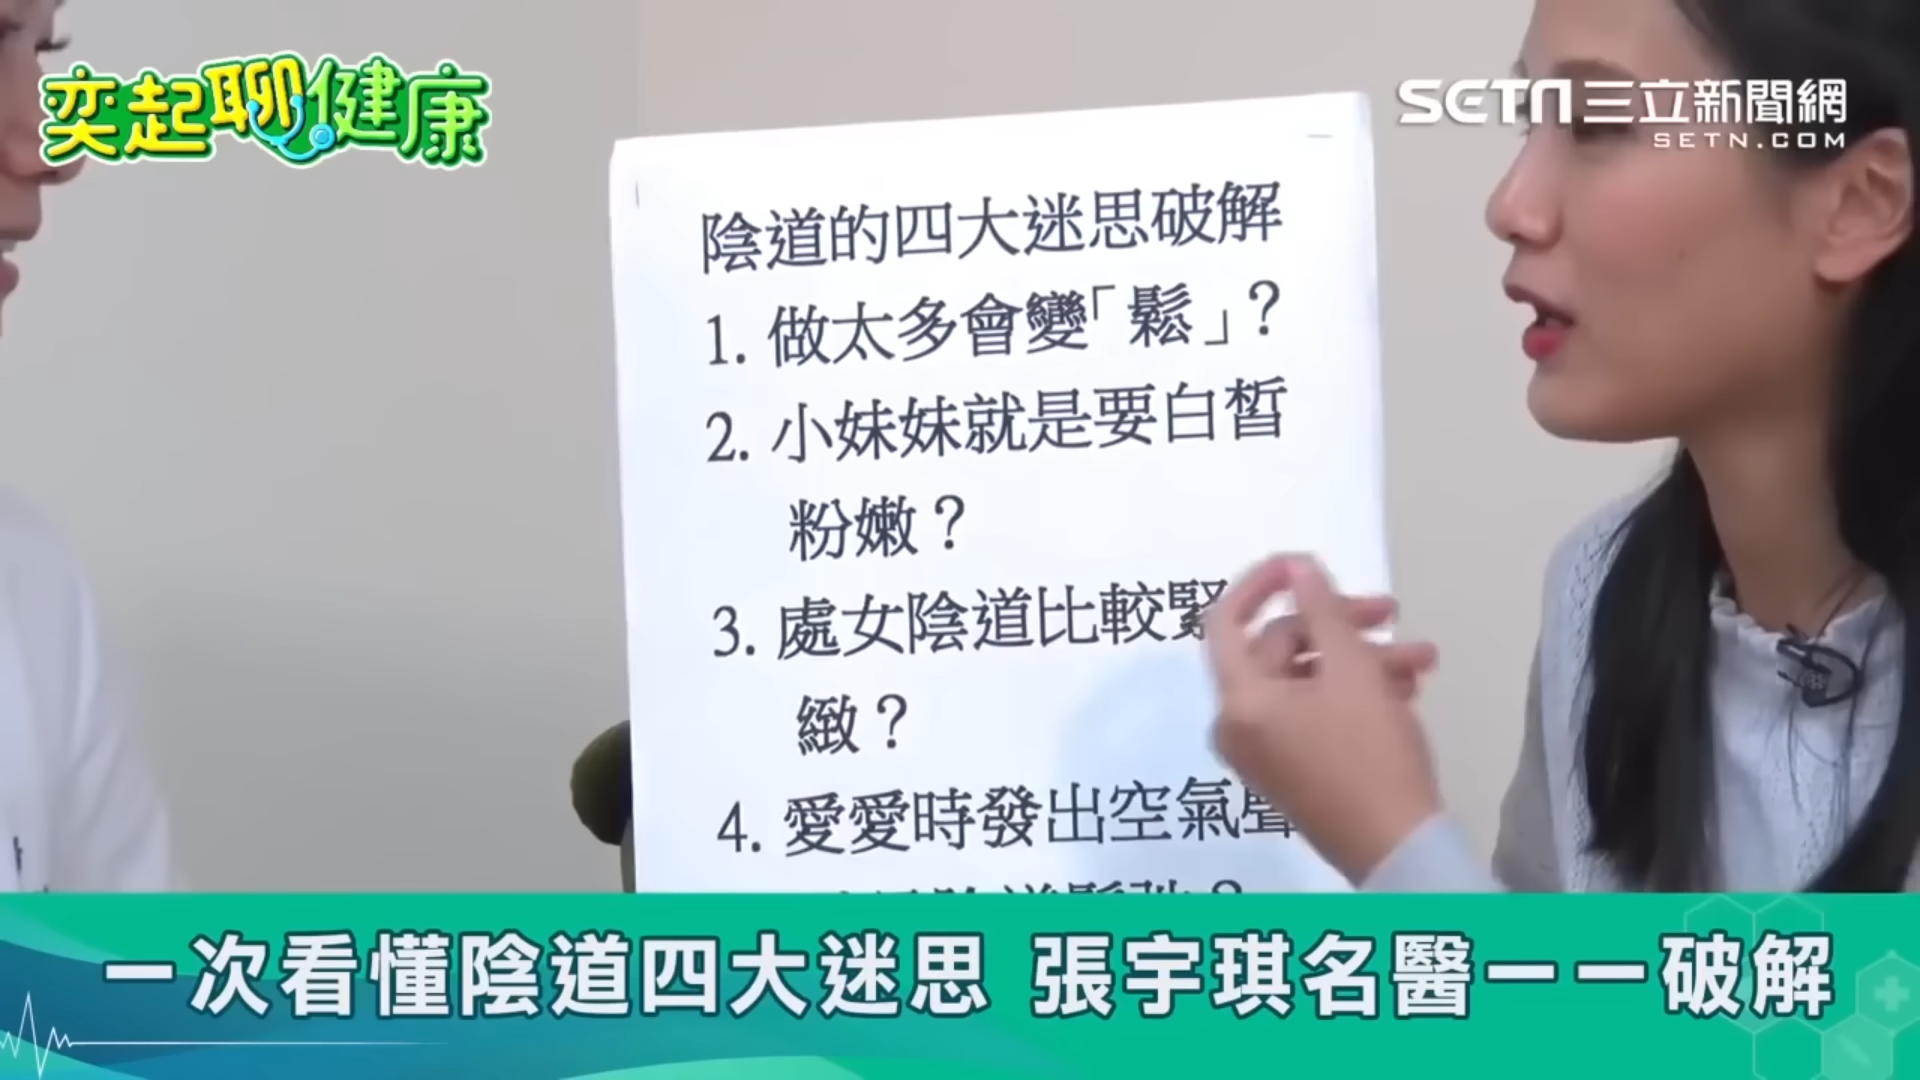 奕起聊健康
SETN三立新聞網
SETN.COM
陰道的四大迷思破解
1. 做太多會變「鬆」?
2. 小妹妹就是要白皙
粉嫩?
3. 處女陰道比較緊
緻?
4. 愛愛時發出空氣聲
一次看懂陰道四大迷思 張宇琪名醫一一破解